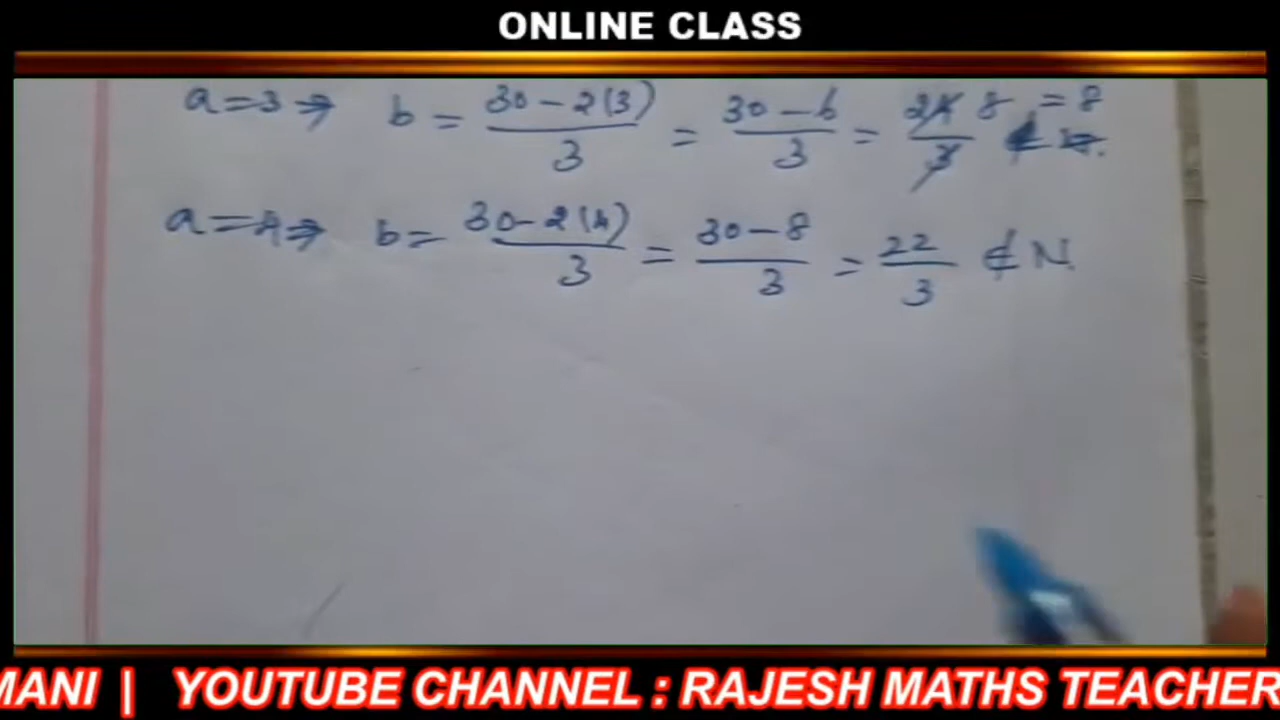 ONLINE CLASS
a=3⇒ b = 30-2(3)/3 = 30-6/3 = 24/3 8 =8 ∉ N.
a=4⇒ b= 30-2(4)/3 = 30-8/3 = 22/3 ∉ N.
MANI | YOUTUBE CHANNEL : RAJESH MATHS TEACHER